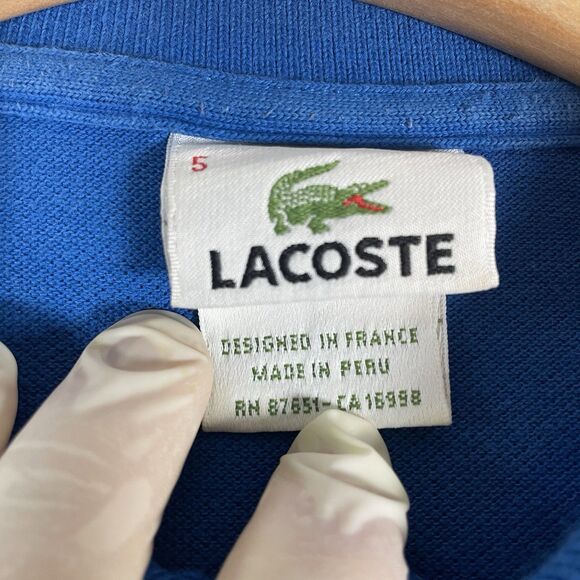 5
LACOSTE
DESIGNED IN FRANCE
MADE IN PERU
RN 87651-CA 16998